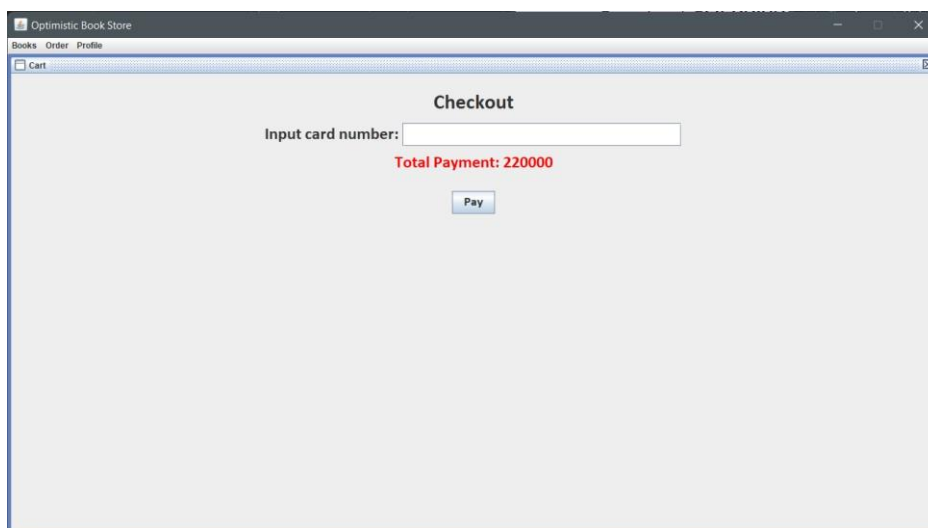 Optimistic Book Store
Books Order Profile
Cart
Checkout
Input card number:
Total Payment: 220000
Pay